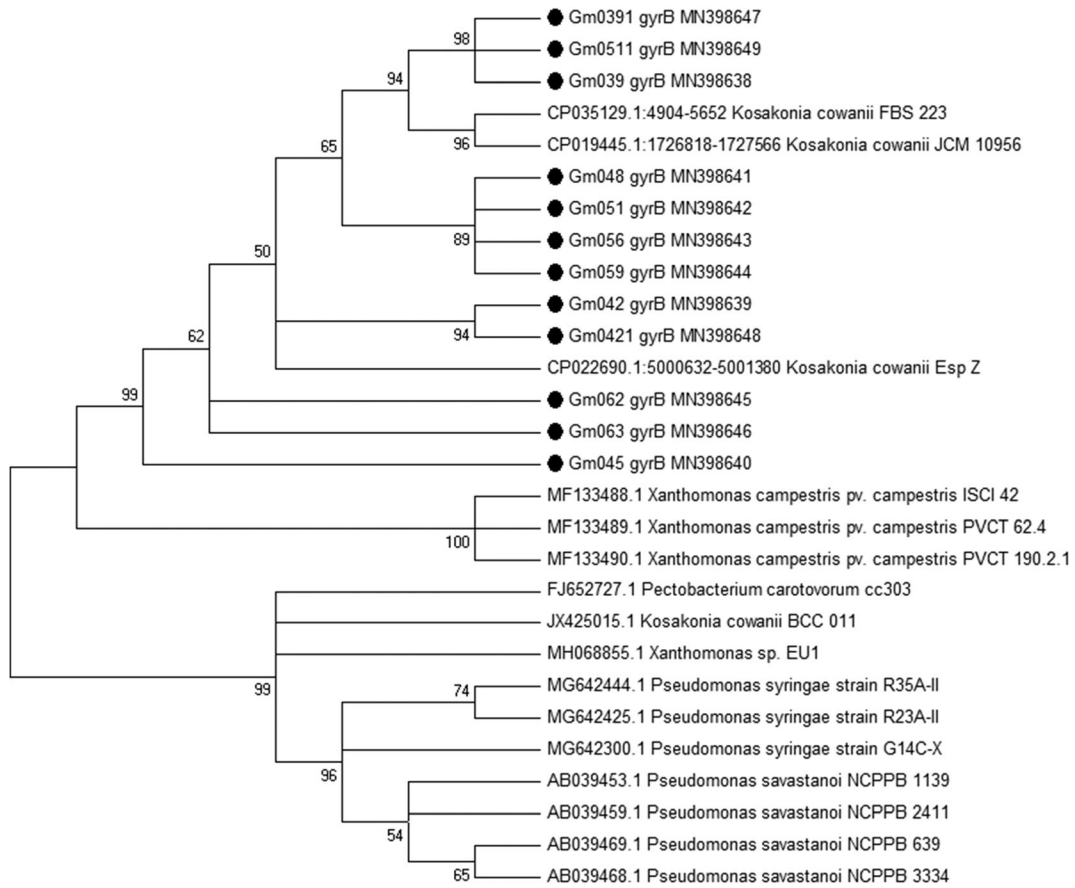 Gm0391 gyrB MN398647
98
Gm0511 gyrB MN398649
94
Gm039 gyrB MN398638
CP035129.1:4904-5652 Kosakonia cowanii FBS 223
65
96
CP019445.1:1726818-1727566 Kosakonia cowanii JCM 10956
Gm048 gyrB MN398641
Gm051 gyrB MN398642
89
Gm056 gyrB MN398643
50
Gm059 gyrB MN398644
Gm042 gyrB MN398639
62
94
Gm0421 gyrB MN398648
CP022690.1:5000632-5001380 Kosakonia cowanii Esp Z
99
Gm062 gyrB MN398645
Gm063 gyrB MN398646
Gm045 gyrB MN398640
MF133488.1 Xanthomonas campestris pv. campestris ISCI 42
MF133489.1 Xanthomonas campestris pv. campestris PVCT 62.4
100
MF133490.1 Xanthomonas campestris pv. campestris PVCT 190.2.1
FJ652727.1 Pectobacterium carotovorum cc303
JX425015.1 Kosakonia cowanii BCC 011
MH068855.1 Xanthomonas sp. EU1
99
74
MG642444.1 Pseudomonas syringae strain R35A-II
MG642425.1 Pseudomonas syringae strain R23A-II
MG642300.1 Pseudomonas syringae strain G14C-X
96
AB039453.1 Pseudomonas savastanoi NCPPB 1139
AB039459.1 Pseudomonas savastanoi NCPPB 2411
54
AB039469.1 Pseudomonas savastanoi NCPPB 639
65
AB039468.1 Pseudomonas savastanoi NCPPB 3334